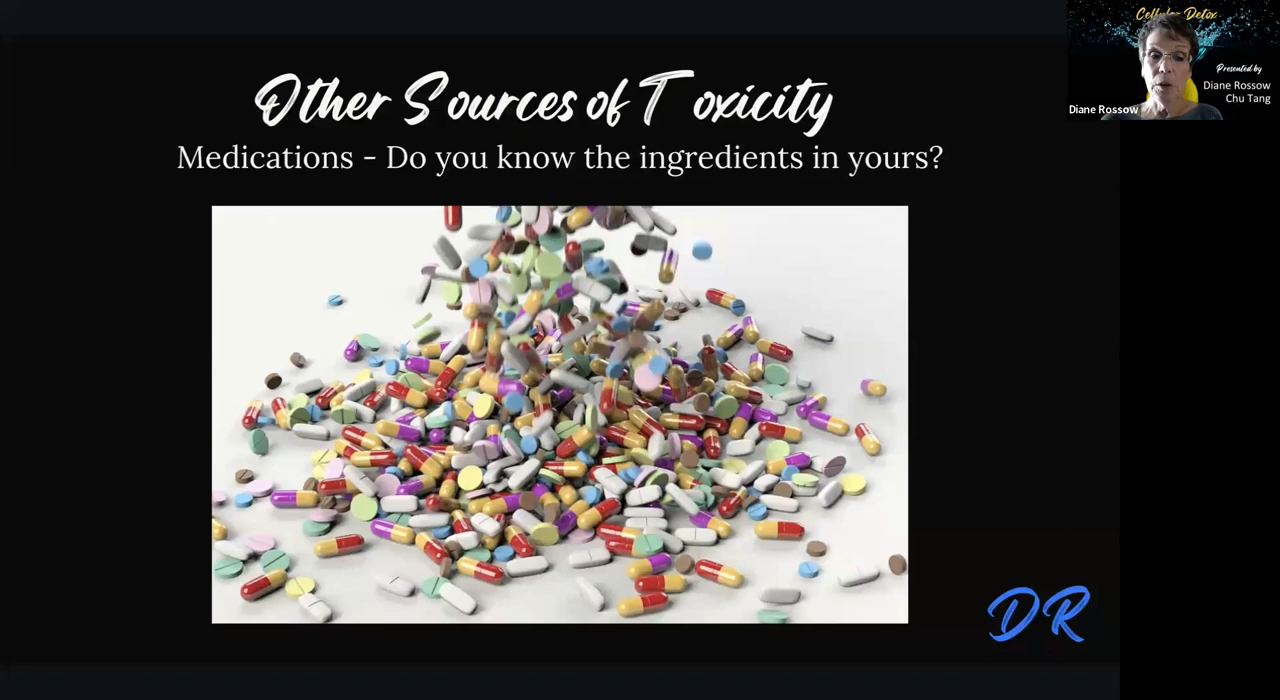 Other Sources of Toxicity
Medications - Do you know the ingredients in yours?
Cellular Detox
Presented by
Diane Rossow
Chu Tang
Diane Rossow
DR